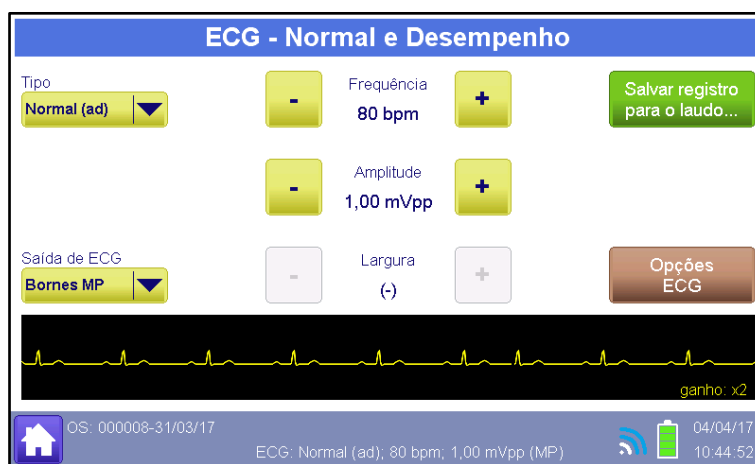 ECG - Normal e Desempenho
Tipo
Normal (ad)
-
Frequência
80 bpm
+
Salvar registro
para o laudo...
-
Amplitude
1,00 mVpp
+
Saída de ECG
Bornes MP
-
Largura
(-)
+
Opções
ECG
ganho: x2
OS: 000008-31/03/17
ECG: Normal (ad); 80 bpm; 1,00 mVpp (MP)
04/04/17
10:44:52